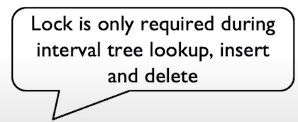 Lock is only required during
interval tree lookup, insert
and delete